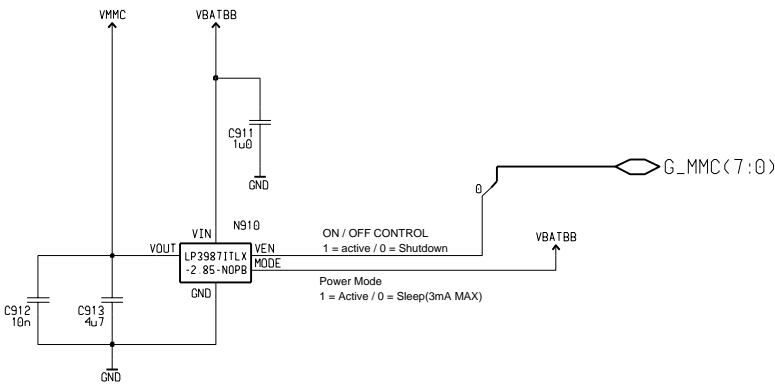 VMMC
VBATBB
C911
1u0
GND
G_MMC(7:0)
0
N910
VIN
ON / OFF CONTROL
1 = active / 0 = Shutdown
VBATBB
VOUT
LP3987ITLX
-2.85-NOPB
VEN
MODE
GND
Power Mode
1 = Active / 0 = Sleep(3mA MAX)
C912
10n
C913
4u7
GND